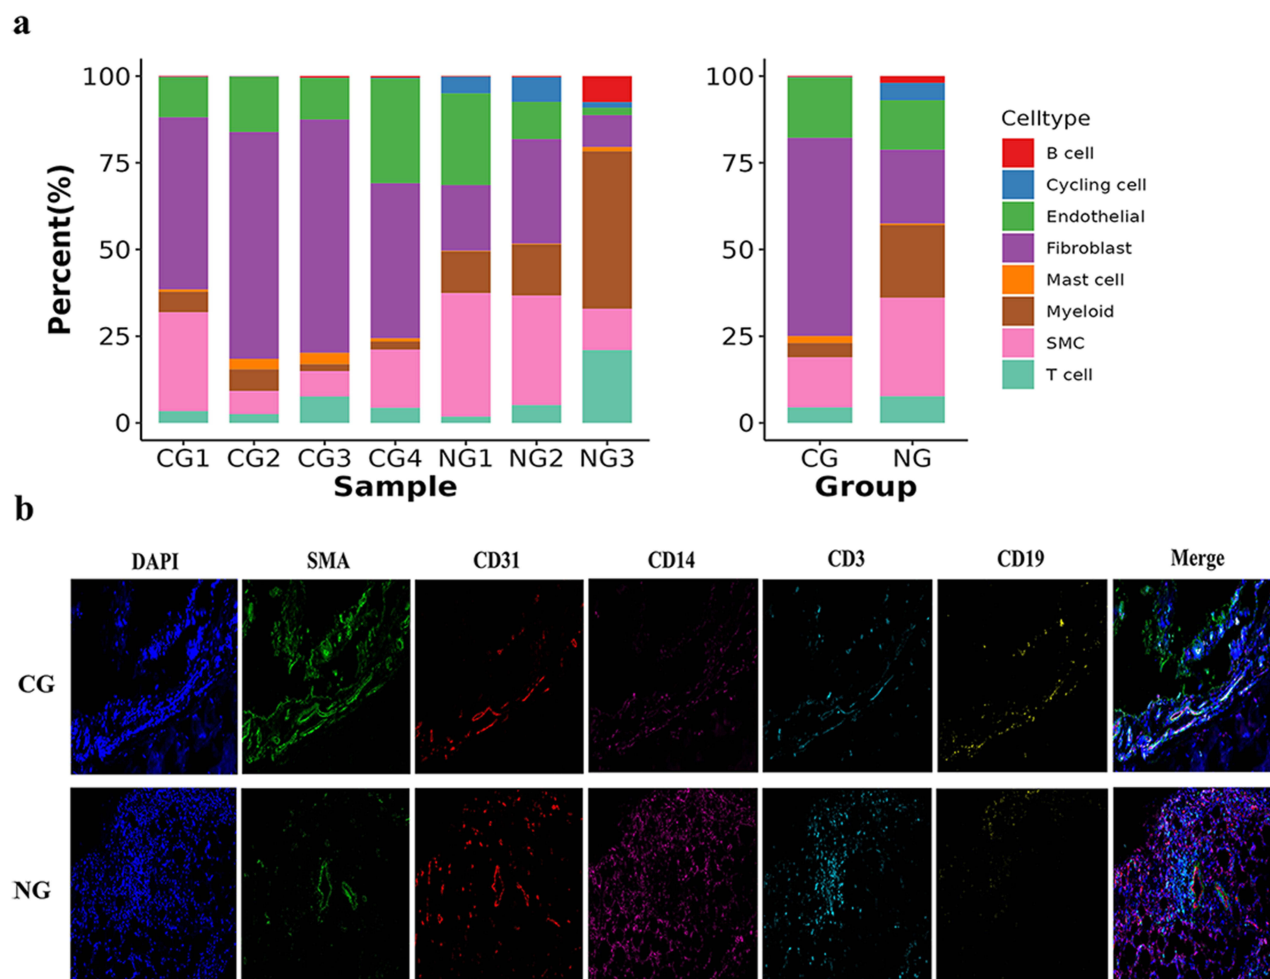 a
Percent(%)
100
75
50
25
0
CG1 CG2 CG3 CG4 NG1 NG2 NG3
Sample
100
75
50
25
0
CG NG
Group
Celltype
B cell
Cycling cell
Endothelial
Fibroblast
Mast cell
Myeloid
SMC
T cell
b
DAPI SMA CD31 CD14 CD3 CD19 Merge
CG
NG